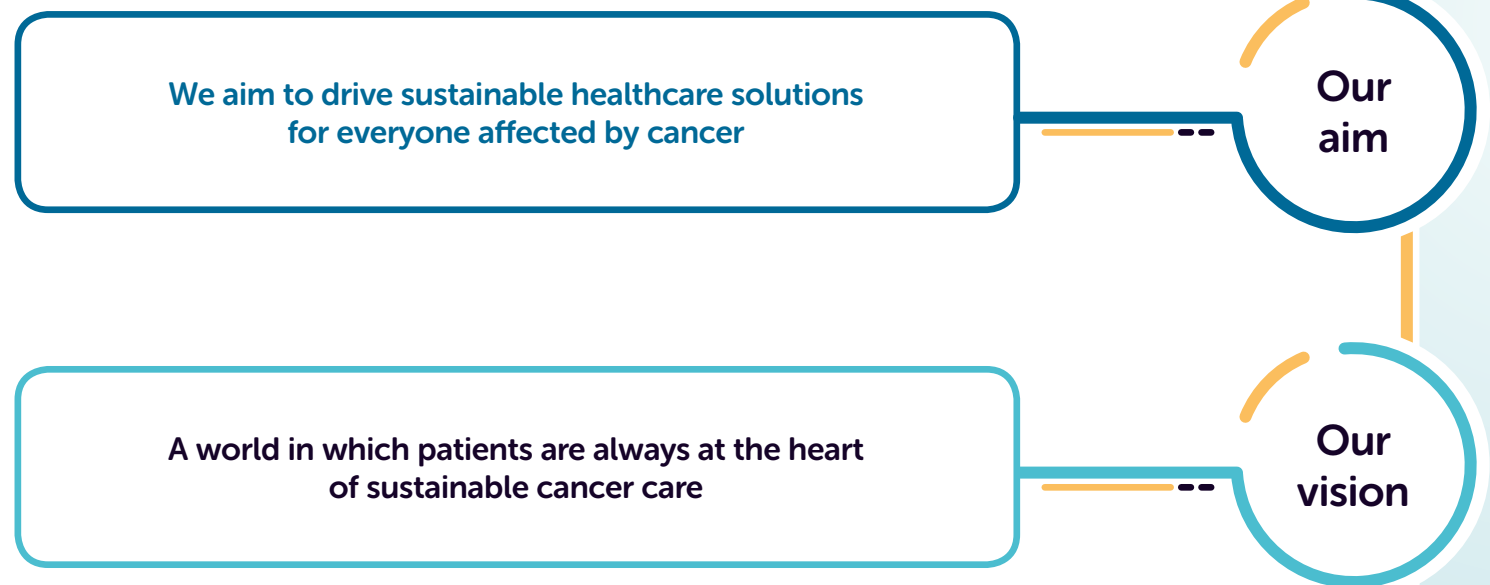 We aim to drive sustainable healthcare solutions
for everyone affected by cancer
Our
aim
A world in which patients are always at the heart
of sustainable cancer care
Our
vision